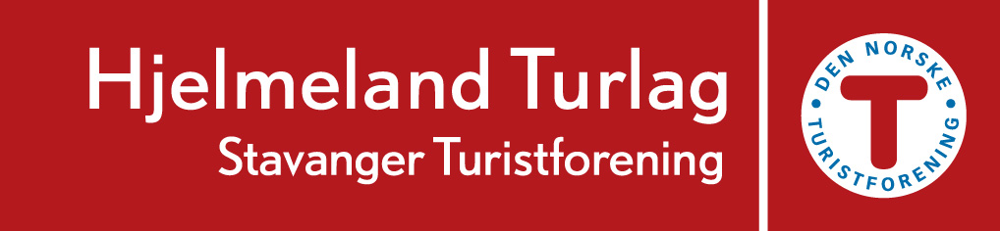 Hjelmeland Turlag
Stavanger Turistforening
DEN NORSKE
T
TURISTFORENING